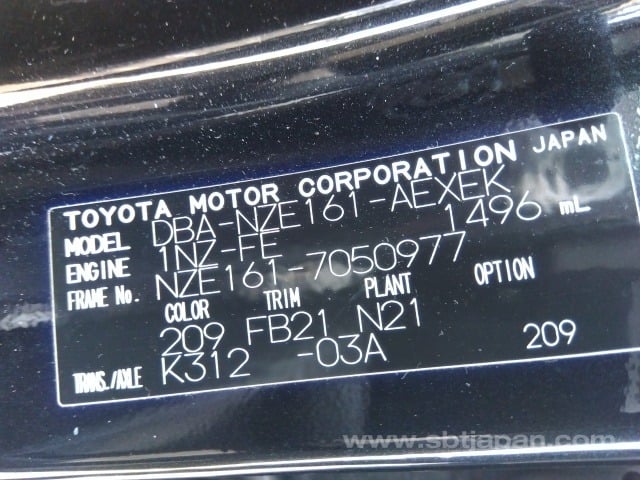 TOYOTA MOTOR CORPORATION JAPAN
MODEL DBA-NZE161-AEXEK
ENGINE 1NZ-FE 1496 mL
FRAME No. NZE161-7050977
COLOR TRIM PLANT OPTION
209 FB21 N21
TRANS./AXLE K312 -03A 209
www.sbtjapan.com